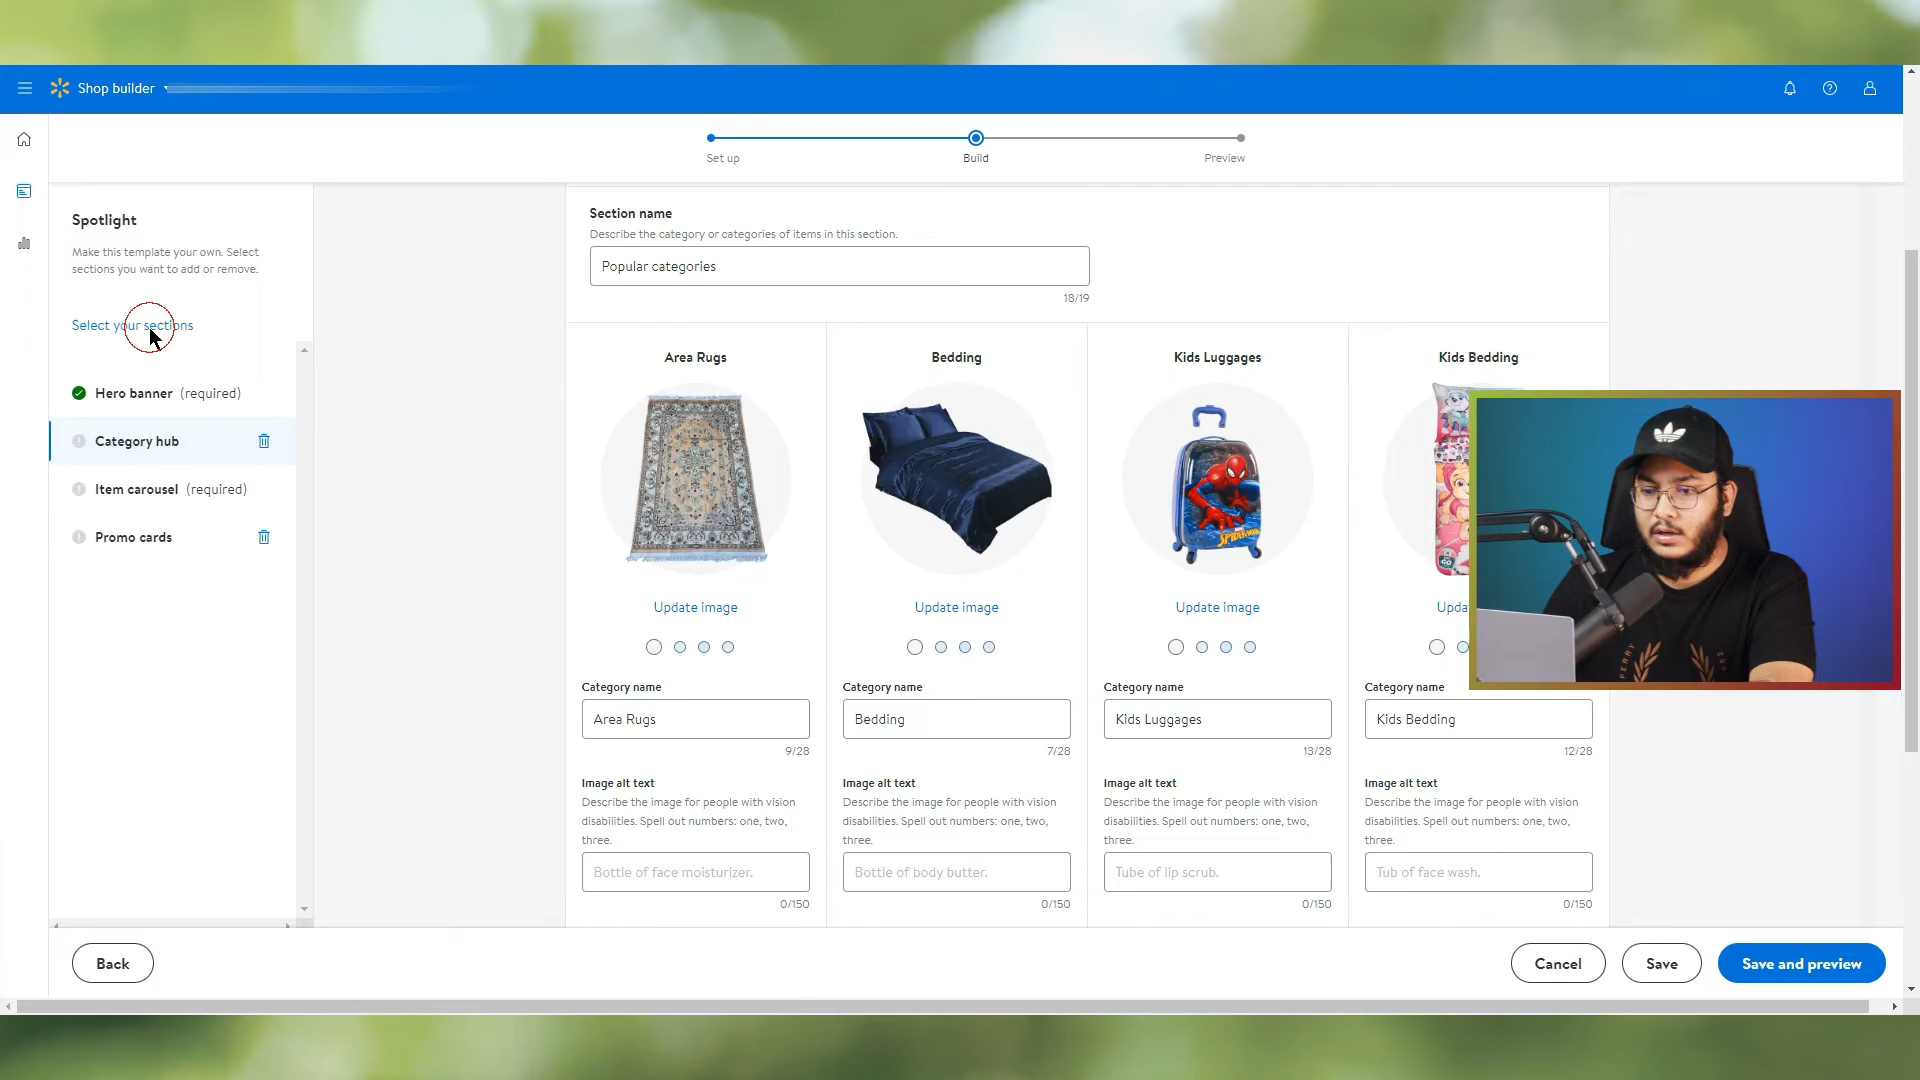 Shop builder
Set up
Build
Preview
Spotlight
Make this template your own. Select
sections you want to add or remove.
Select your sections
Hero banner (required)
Category hub
Item carousel (required)
Promo cards
Section name
Describe the category or categories of items in this section.
Popular categories
18/19
Area Rugs
Bedding
Kids Luggages
Kids Bedding
SPIDER-MAN
Update image
Update image
Update image
Upda
Category name
Category name
Category name
Category name
Area Rugs
Bedding
Kids Luggages
Kids Bedding
9/28
7/28
13/28
12/28
Image alt text
Image alt text
Image alt text
Image alt text
Describe the image for people with vision
disabilities. Spell out numbers: one, two,
three.
Describe the image for people with vision
disabilities. Spell out numbers: one, two,
three.
Describe the image for people with vision
disabilities. Spell out numbers: one, two,
three.
Describe the image for people with vision
disabilities. Spell out numbers: one, two,
three.
Bottle of face moisturizer.
Bottle of body butter.
Tube of lip scrub.
Tub of face wash.
0/150
0/150
0/150
0/150
Back
Cancel
Save
Save and preview